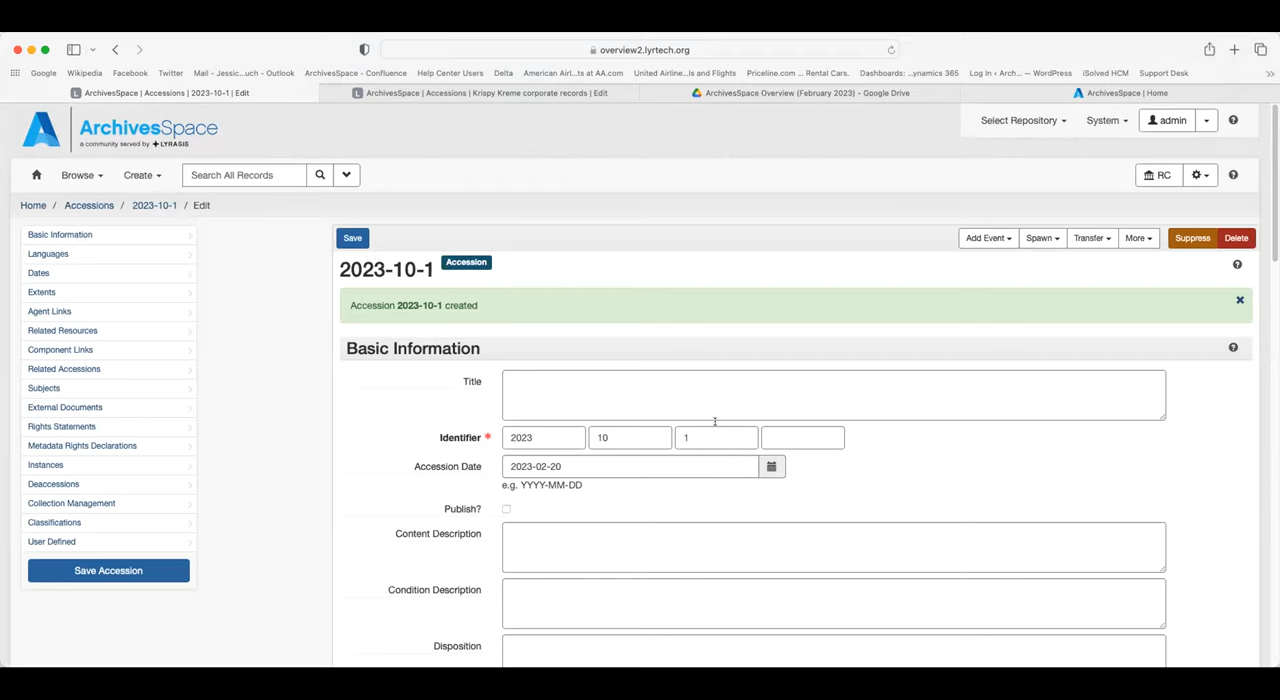 overview2.lyrtech.org
Google Wikipedia Facebook Twitter Mail - Jessic...uch - Outlook ArchivesSpace - Confluence Help Center Users Delta American Airl...ts at AA.com United Airline...ls and Flights Priceline.com ... Rental Cars. Dashboards: ...ynamics 365 Log In ‹ Arch... — WordPress iSolved HCM Support Desk
ArchivesSpace | Accessions | 2023-10-1 | Edit ArchivesSpace | Accessions | Krispy Kreme corporate records | Edit ArchivesSpace Overview (February 2023) - Google Drive ArchivesSpace | Home
ArchivesSpace
a community served by LYRASIS
Select Repository System admin
Browse Create Search All Records RC
Home / Accessions / 2023-10-1 / Edit
Basic Information
Languages
Dates
Extents
Agent Links
Related Resources
Component Links
Related Accessions
Subjects
External Documents
Rights Statements
Metadata Rights Declarations
Instances
Deaccessions
Collection Management
Classifications
User Defined
Save Accession
Save Add Event Spawn Transfer More Suppress Delete
2023-10-1 Accession
Accession 2023-10-1 created
Basic Information
Title
Identifier * 2023 10 1
Accession Date 2023-02-20
e.g. YYYY-MM-DD
Publish?
Content Description
Condition Description
Disposition